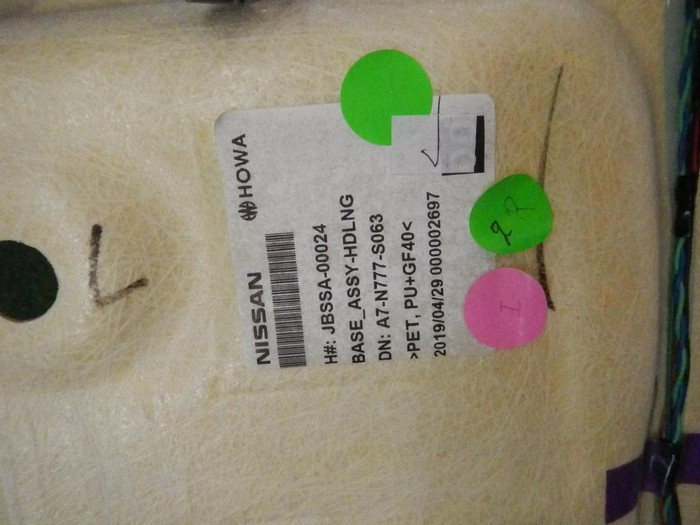 HOWA
NISSAN
H#: JBSSA-00024
BASE_ASSY-HDLNG
DN: A7-N777-S063
>PET, PU+GF40<
2019/04/29 000002697
I